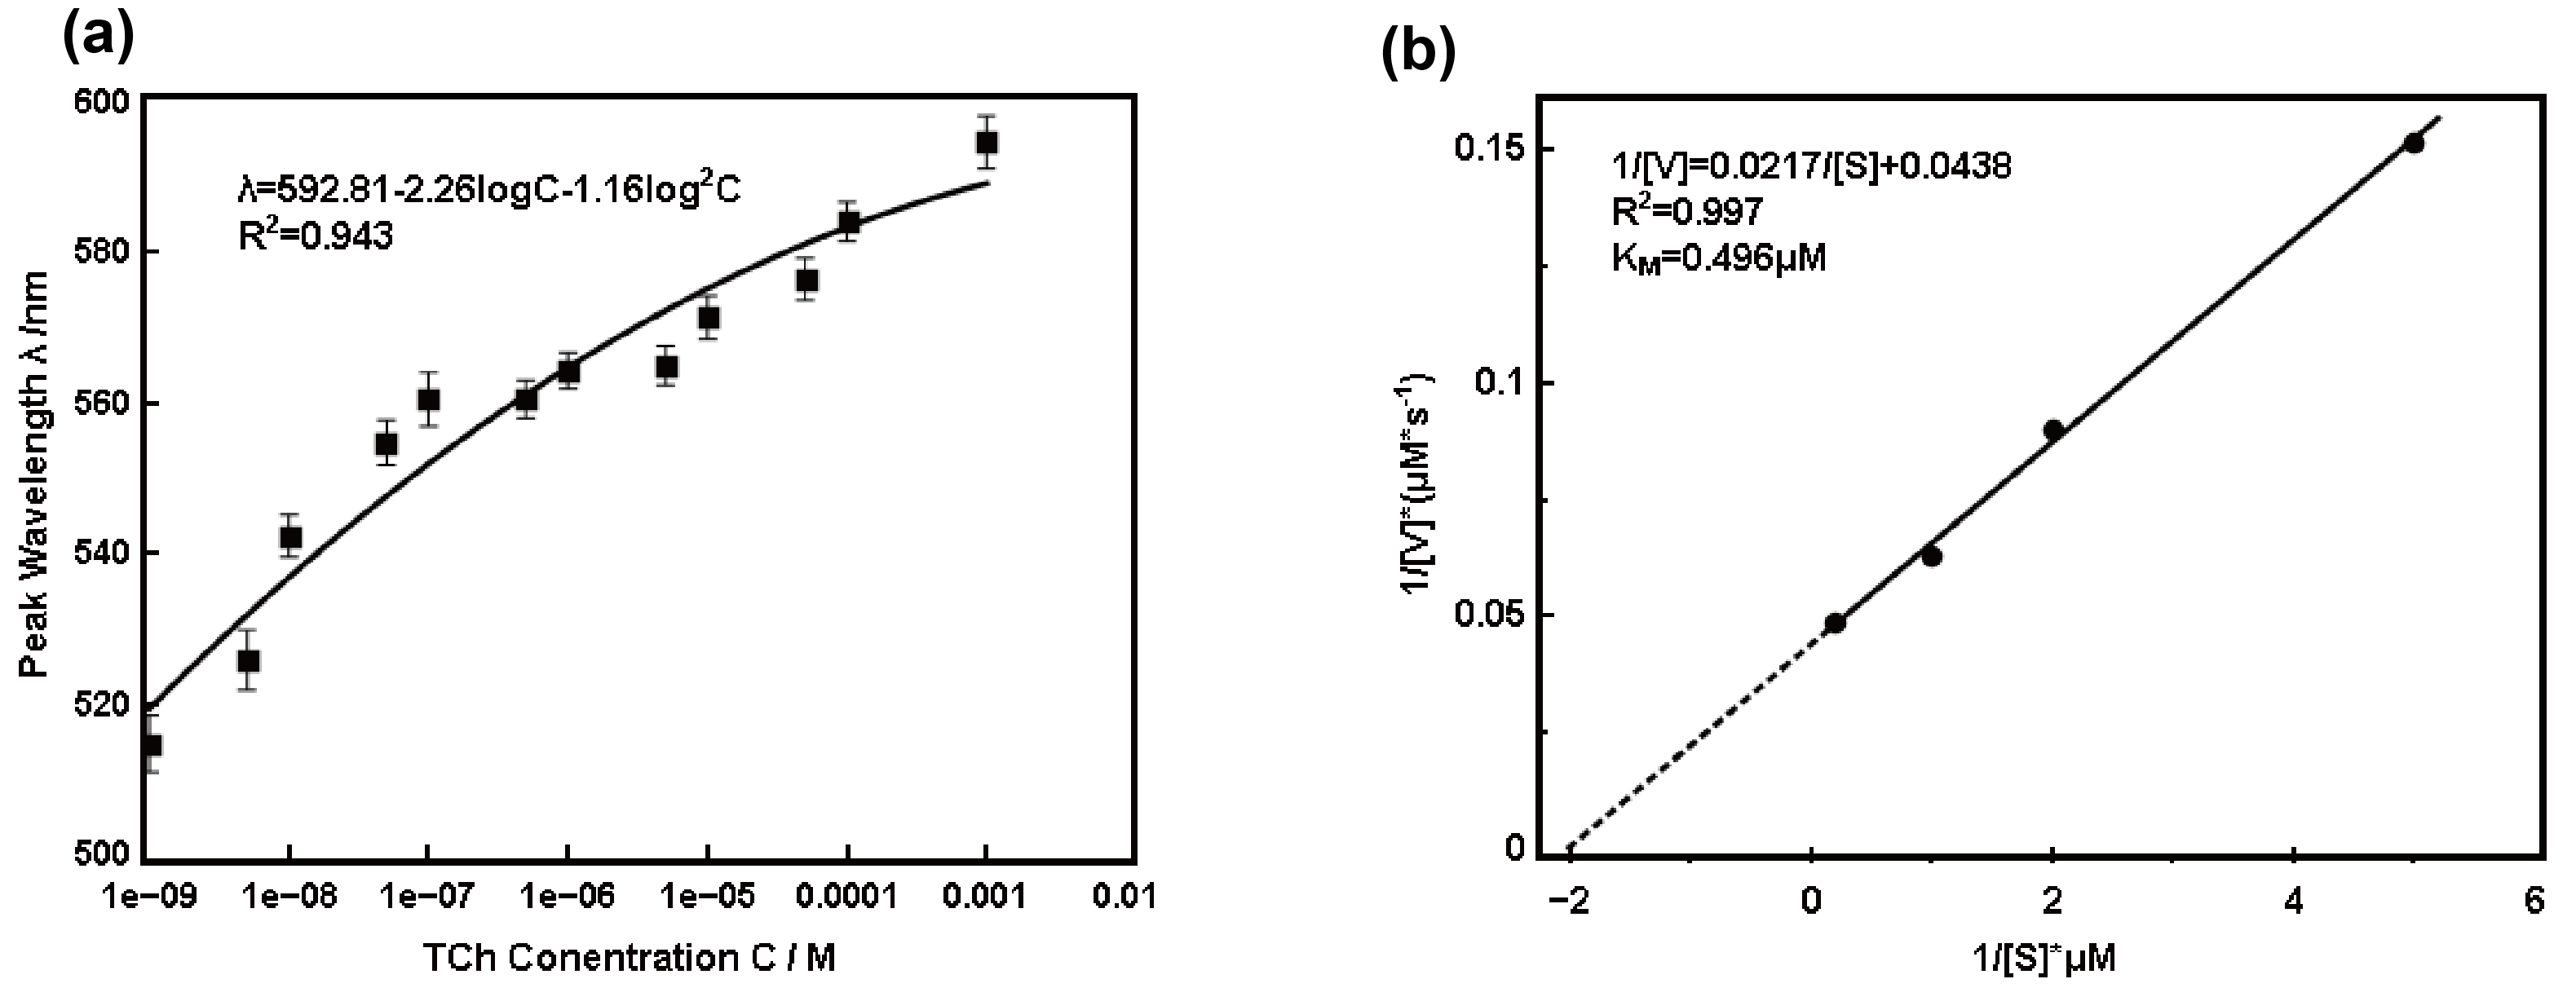 (a)
600
580
560
540
520
500
Peak Wavelength λ /nm
λ=592.81-2.26logC-1.16log²C
R²=0.943
1e−09 1e−08 1e−07 1e−06 1e−05 0.0001 0.001 0.01
TCh Conentration C / M
(b)
0.15
0.1
0.05
0
1/[V]*(μM*s⁻¹)
1/[V]=0.0217/[S]+0.0438
R²=0.997
K_M=0.496μM
−2 0 2 4 6
1/[S]*μM